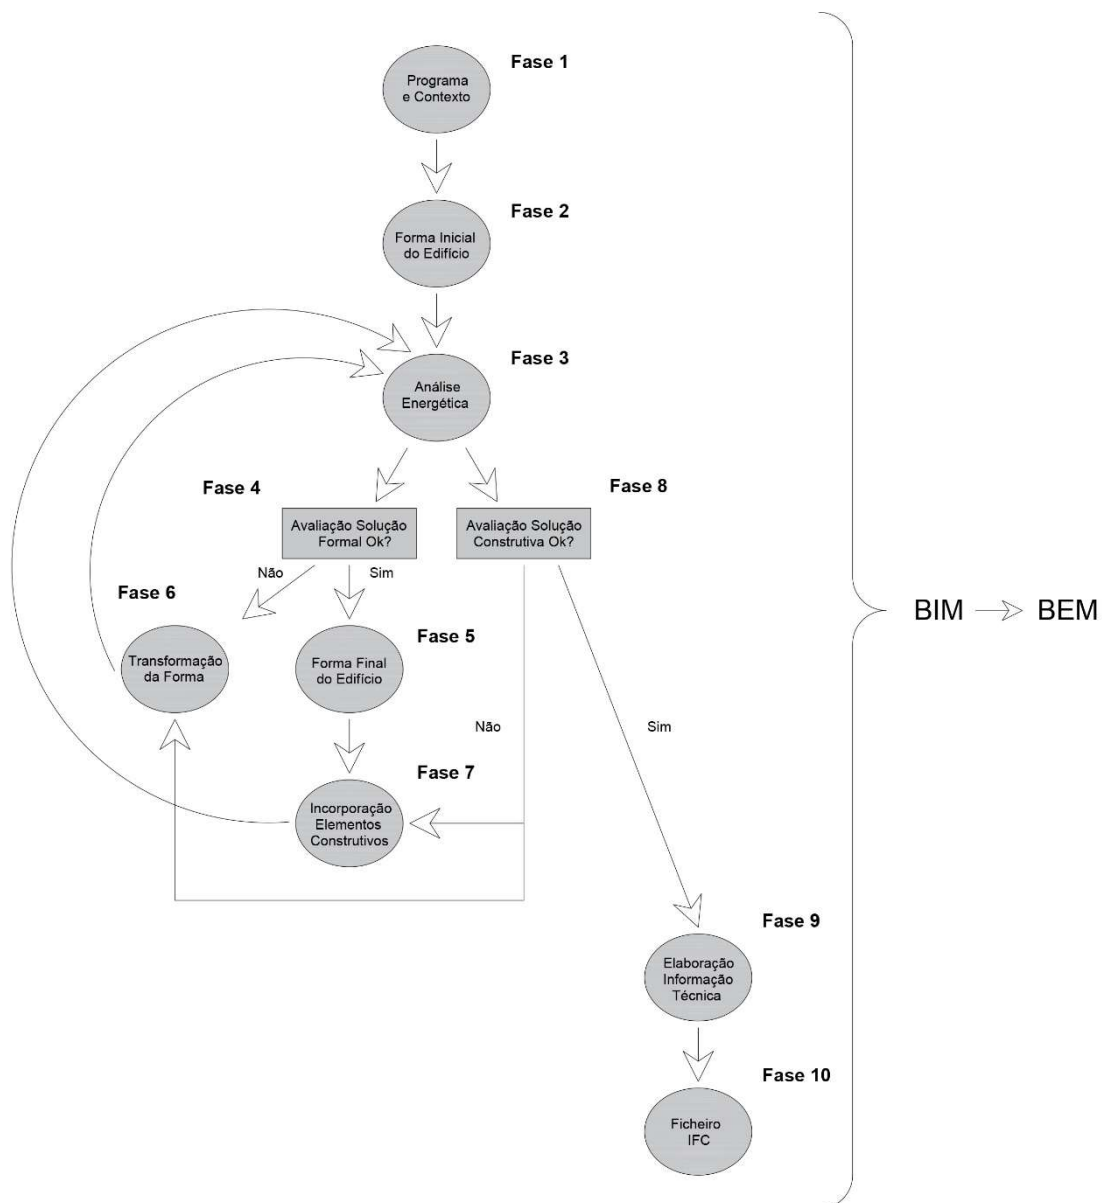 Fase 1
Programa
e Contexto
Fase 2
Forma Inicial
do Edifício
Fase 3
Análise
Energética
Fase 4
Avaliação Solução
Formal Ok?
Fase 8
Avaliação Solução
Construtiva Ok?
Não
Sim
Fase 6
Transformação
da Forma
Fase 5
Forma Final
do Edifício
Não
Sim
Fase 7
Incorporação
Elementos
Construtivos
Fase 9
Elaboração
Informação
Técnica
Fase 10
Ficheiro
IFC
BIM
BEM